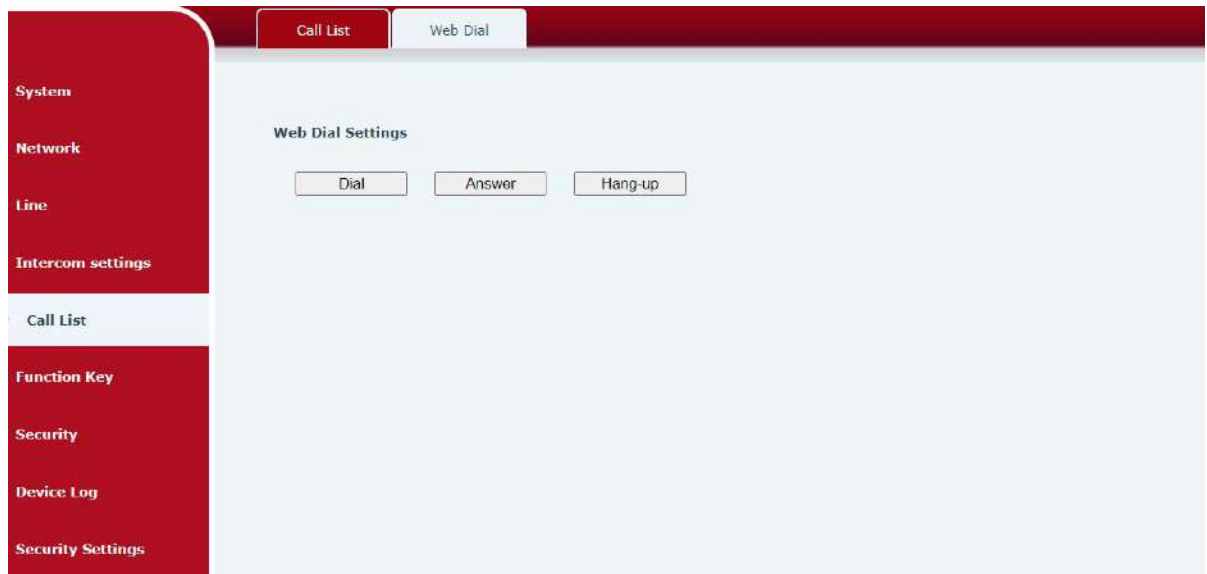 Call List Web Dial
System
Web Dial Settings
Network
Dial Answer Hang-up
Line
Intercom settings
Call List
Function Key
Security
Device Log
Security Settings